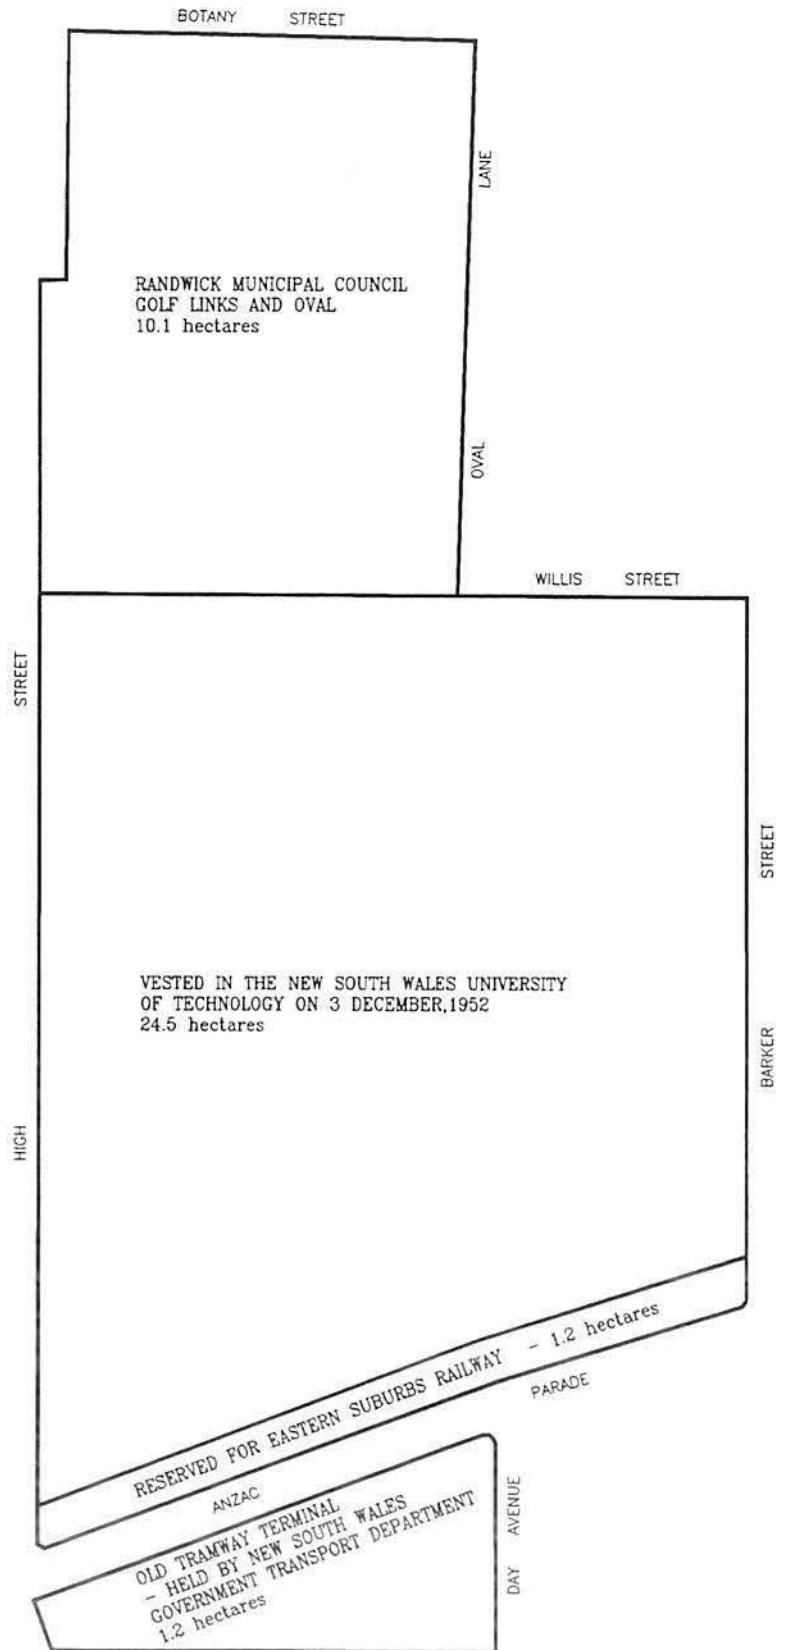 BOTANY STREET
LANE
RANDWICK MUNICIPAL COUNCIL
GOLF LINKS AND OVAL
10.1 hectares
OVAL
WILLIS STREET
STREET
STREET
VESTED IN THE NEW SOUTH WALES UNIVERSITY
OF TECHNOLOGY ON 3 DECEMBER,1952
24.5 hectares
BARKER
HIGH
RESERVED FOR EASTERN SUBURBS RAILWAY - 1.2 hectares
PARADE
ANZAC
OLD TRAMWAY TERMINAL
- HELD BY NEW SOUTH WALES
GOVERNMENT TRANSPORT DEPARTMENT
1.2 hectares
DAY AVENUE